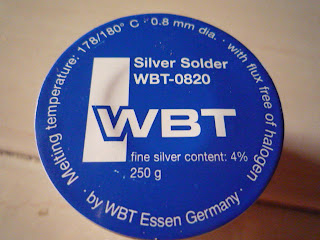 Melting temperature: 178/180° C · 0.8 mm dia. · with flux free of halogen
Silver Solder
WBT-0820
WBT
fine silver content: 4%
250 g
· by WBT Essen Germany ·